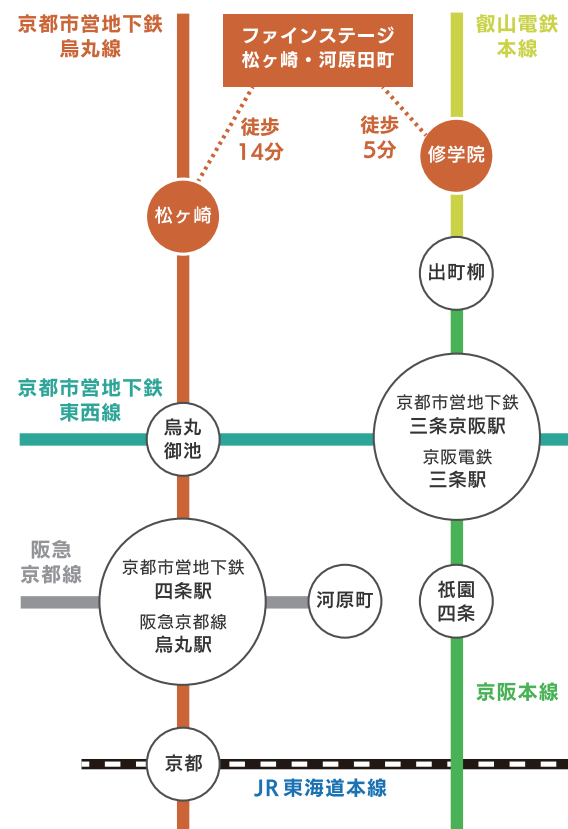 京都市営地下鉄
烏丸線
ファインステージ
松ヶ崎・河原田町
叡山電鉄
本線
徒歩
14分
徒歩
5分
修学院
松ヶ崎
出町柳
京都市営地下鉄
東西線
烏丸
御池
京都市営地下鉄
三条京阪駅
京阪電鉄
三条駅
阪急
京都線
京都市営地下鉄
四条駅
阪急京都線
烏丸駅
河原町
祇園
四条
京阪本線
京都
JR東海道本線